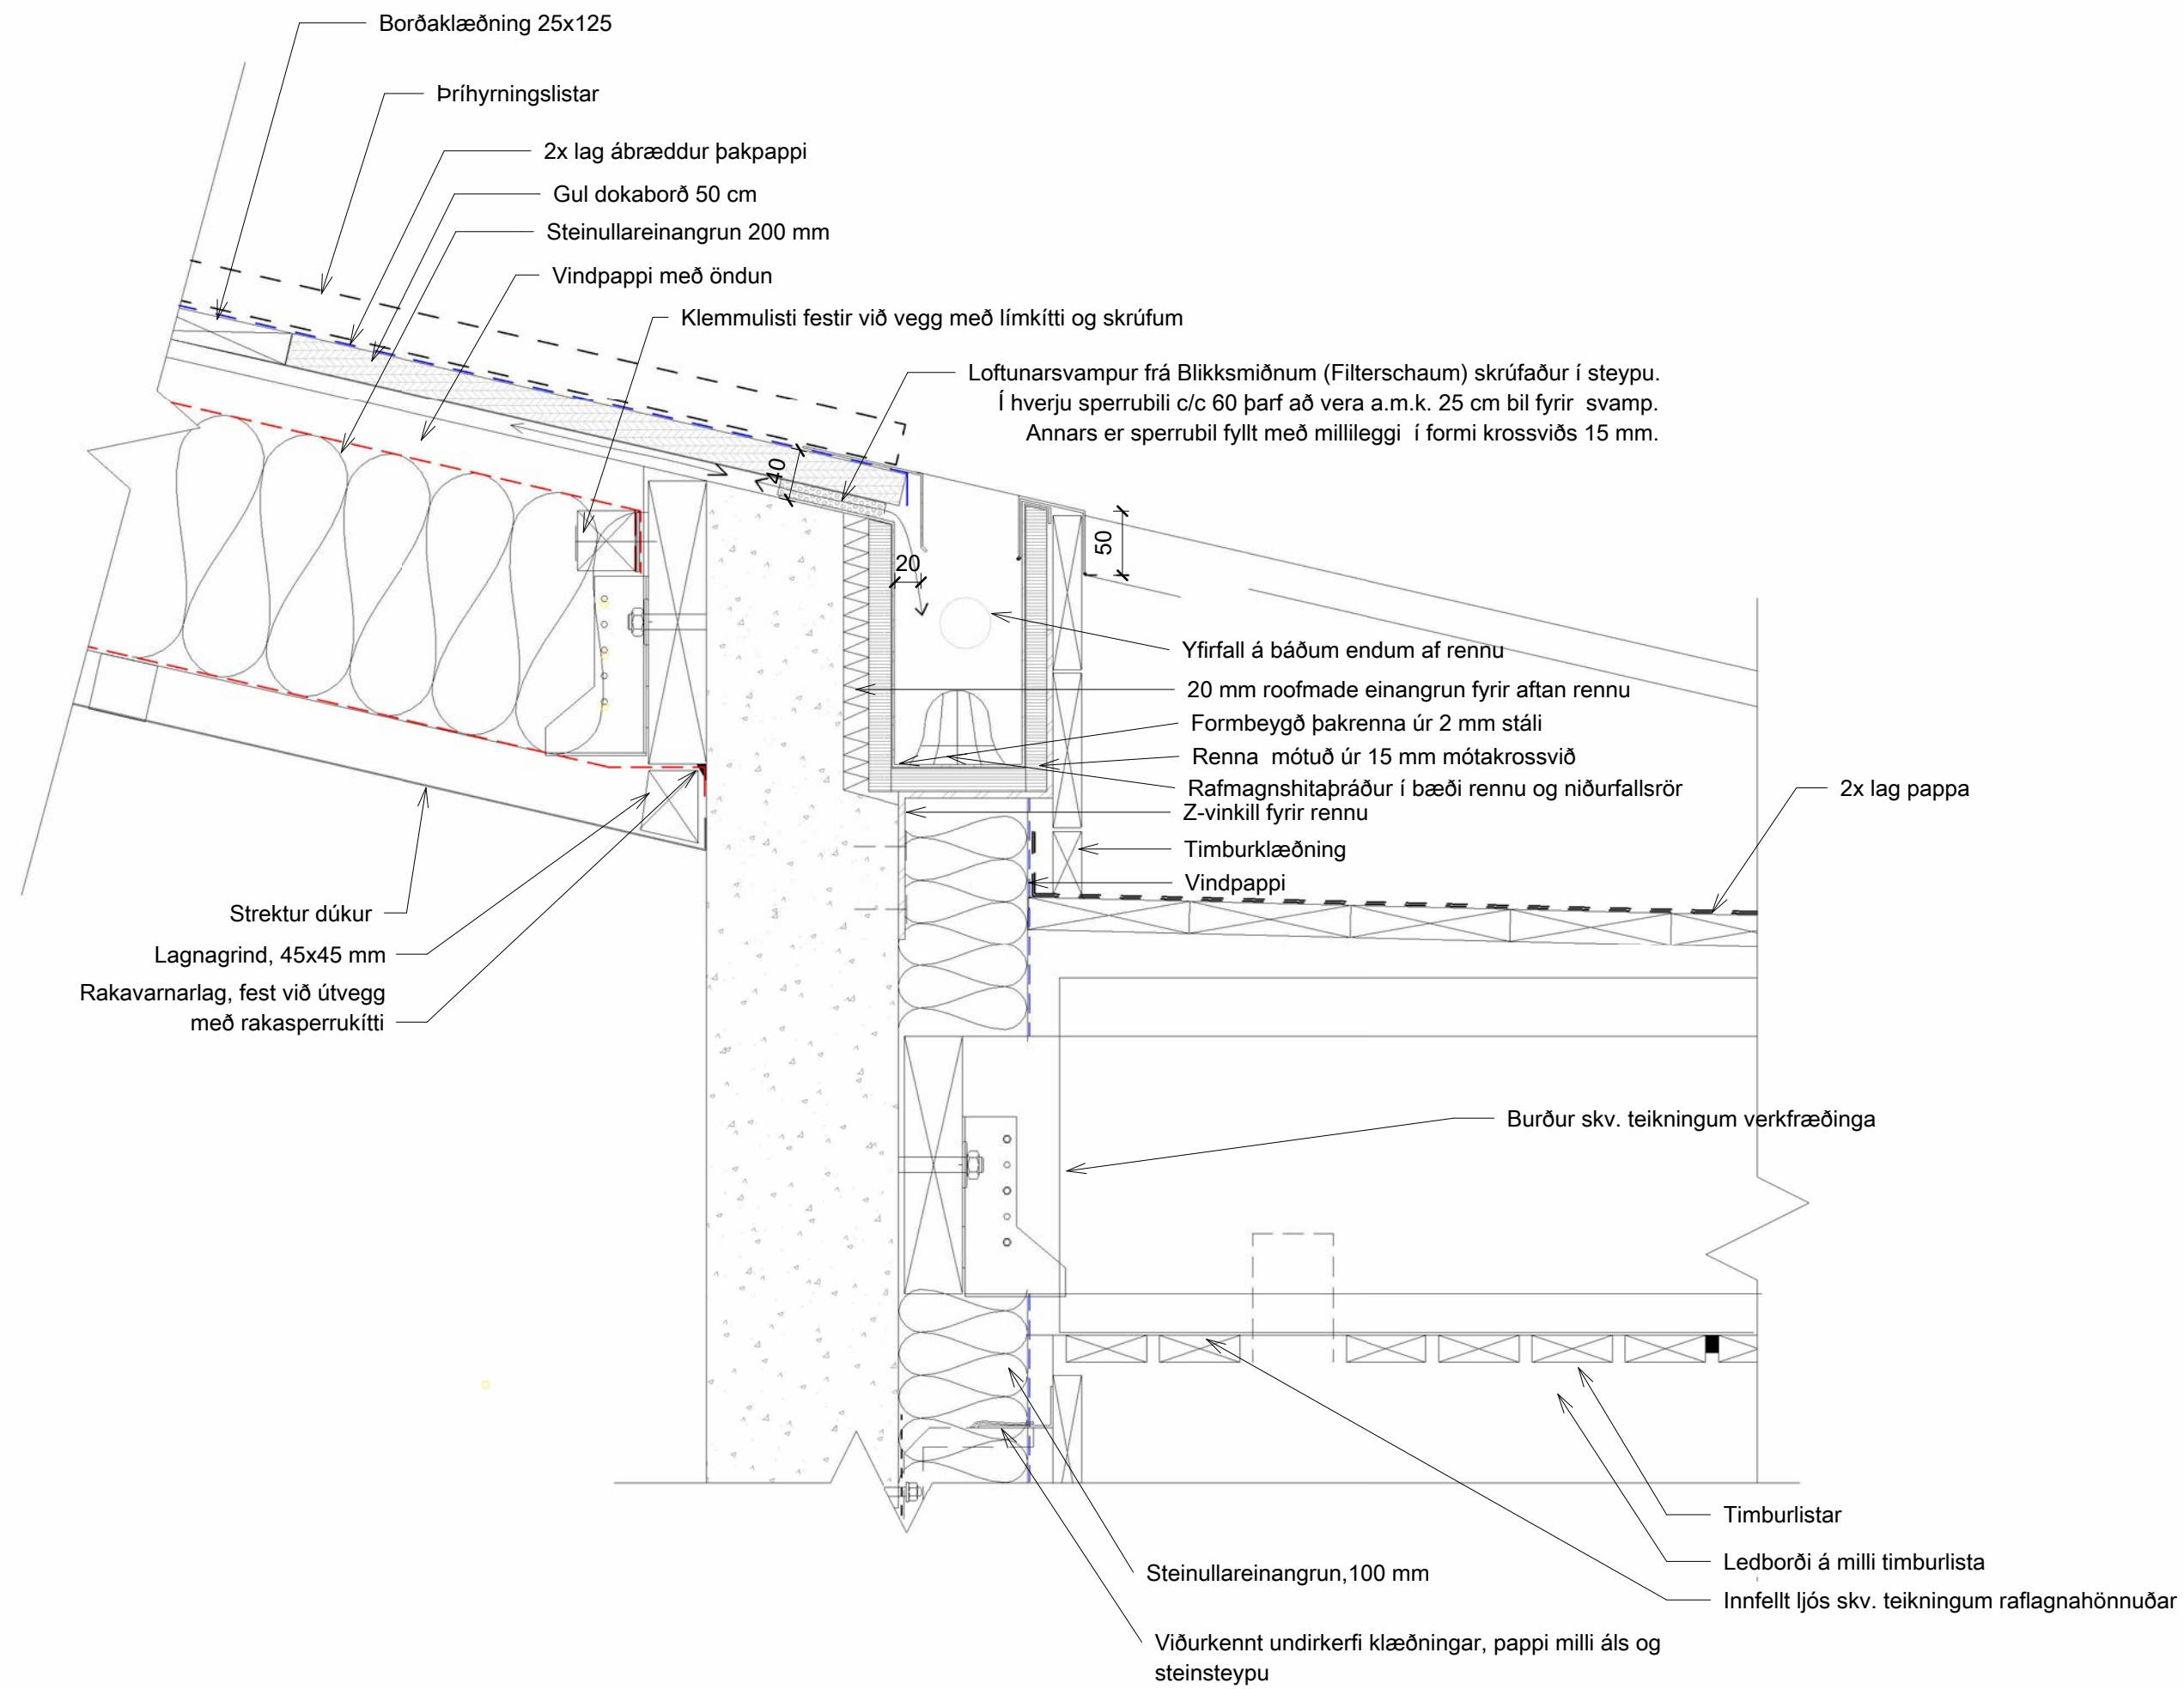 Borðaklæðning 25x125
Þríhyrningslistar
2x lag ábræddur þakpappi
Gul dokaborð 50 cm
Steinullareinangrun 200 mm
Vindpappi með öndun
Klemmulisti festir við vegg með límkítti og skrúfum
Loftunarsvampur frá Blikksmiðnum (Filterschaum) skrúfaður í steypu.
Í hverju sperrubili c/c 60 þarf að vera a.m.k. 25 cm bil fyrir svamp.
Annars er sperrubil fyllt með millileggi í formi krossviðs 15 mm.
40
50
20
Yfirfall á báðum endum af rennu
20 mm roofmade einangrun fyrir aftan rennu
Formbeygð þakrenna úr 2 mm stáli
Renna mótuð úr 15 mm mótakrossvið
Rafmagnshitaþráður í bæði rennu og niðurfallsrör
Z-vinkill fyrir rennu
Timburklæðning
Vindpappi
2x lag pappa
Strektur dúkur
Lagnagrind, 45x45 mm
Rakavarnarlag, fest við útvegg
með rakasperrukítti
Burður skv. teikningum verkfræðinga
Timburlistar
Ledborði á milli timburlista
Innfellt ljós skv. teikningum raflagnahönnuðar
Steinullareinangrun,100 mm
Viðurkennt undirkerfi klæðningar, pappi milli áls og
steinsteypu